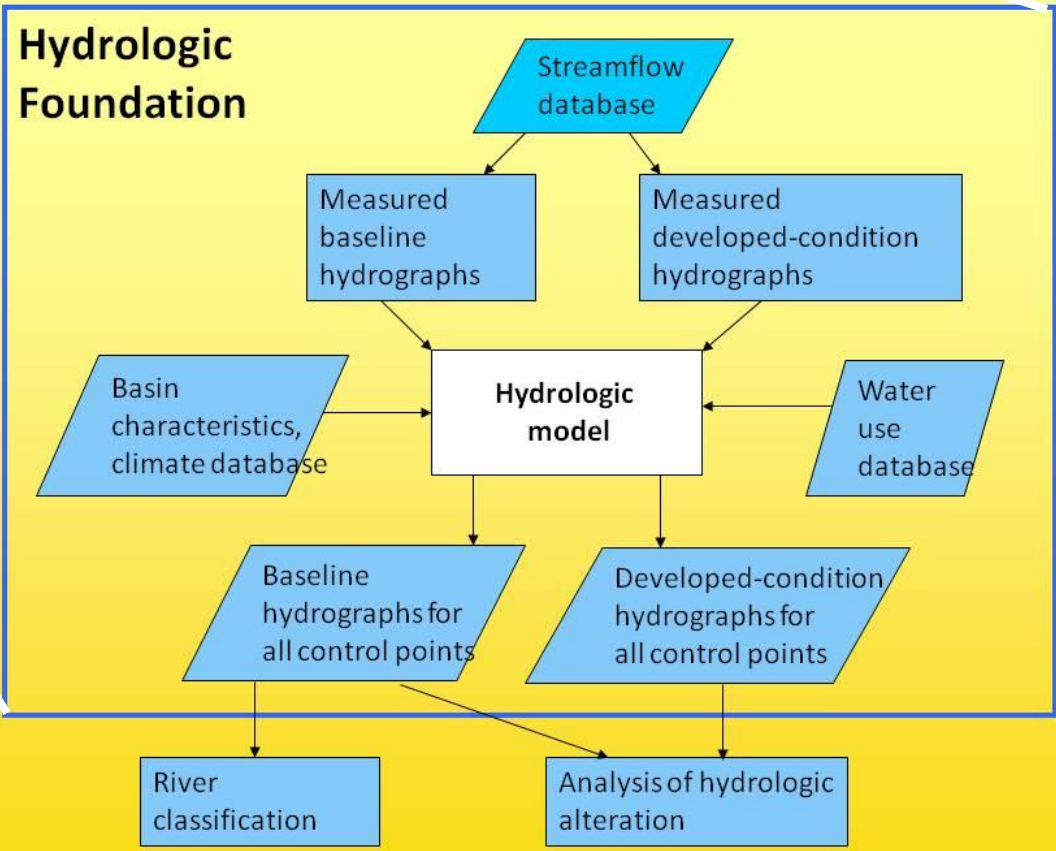 Hydrologic
Foundation
Streamflow
database
Measured
baseline
hydrographs
Measured
developed-condition
hydrographs
Basin
characteristics,
climate database
Hydrologic
model
Water
use
database
Baseline
hydrographs for
all control points
Developed-condition
hydrographs for
all control points
River
classification
Analysis of hydrologic
alteration